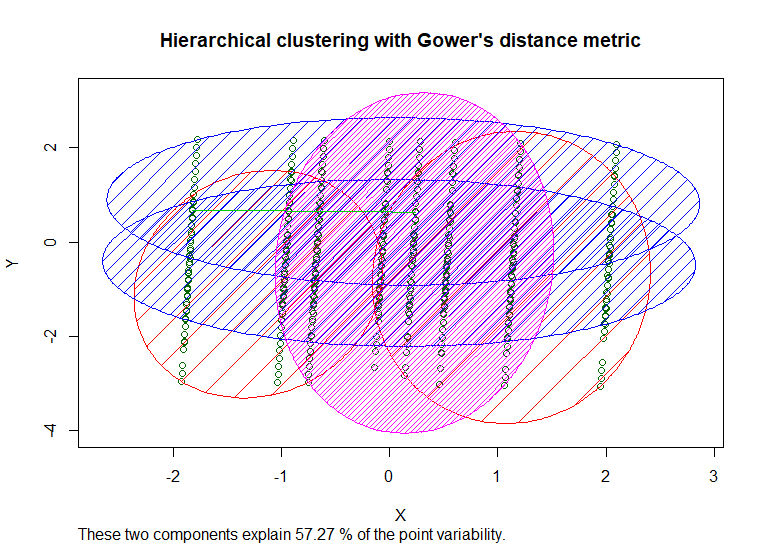 Hierarchical clustering with Gower's distance metric
2
0
-2
-4
Y
-2 -1 0 1 2 3
X
These two components explain 57.27 % of the point variability.